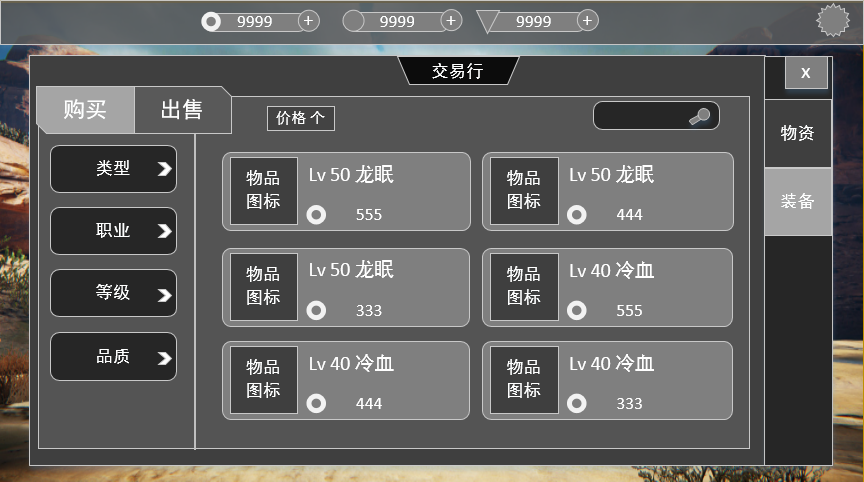 9999 + 9999 + 9999 +
交易行
x
购买 出售
价格 个
物资
装备
类型
职业
等级
品质
物品图标
Lv 50 龙眠
555
物品图标
Lv 50 龙眠
444
物品图标
Lv 50 龙眠
333
物品图标
Lv 40 冷血
555
物品图标
Lv 40 冷血
444
物品图标
Lv 40 冷血
333